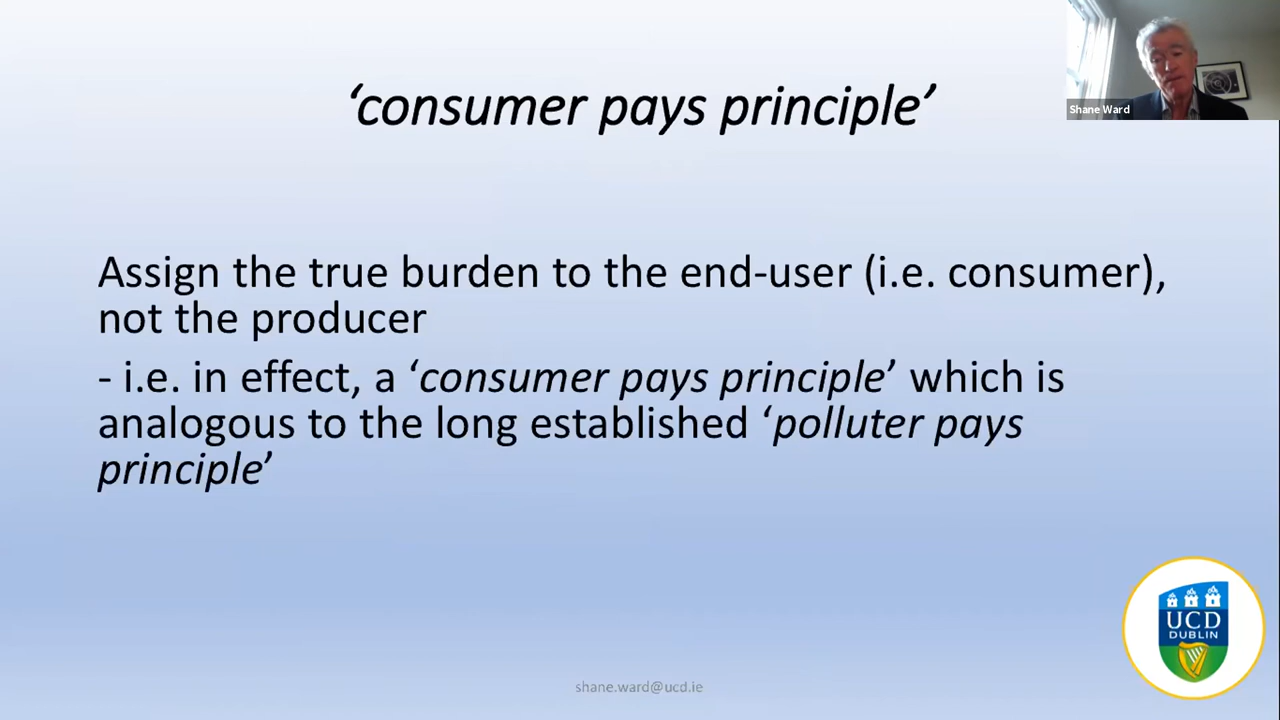 ‘consumer pays principle’
Shane Ward
Assign the true burden to the end-user (i.e. consumer),
not the producer
- i.e. in effect, a ‘consumer pays principle’ which is
analogous to the long established ‘polluter pays
principle’
UCD
DUBLIN
shane.ward@ucd.ie